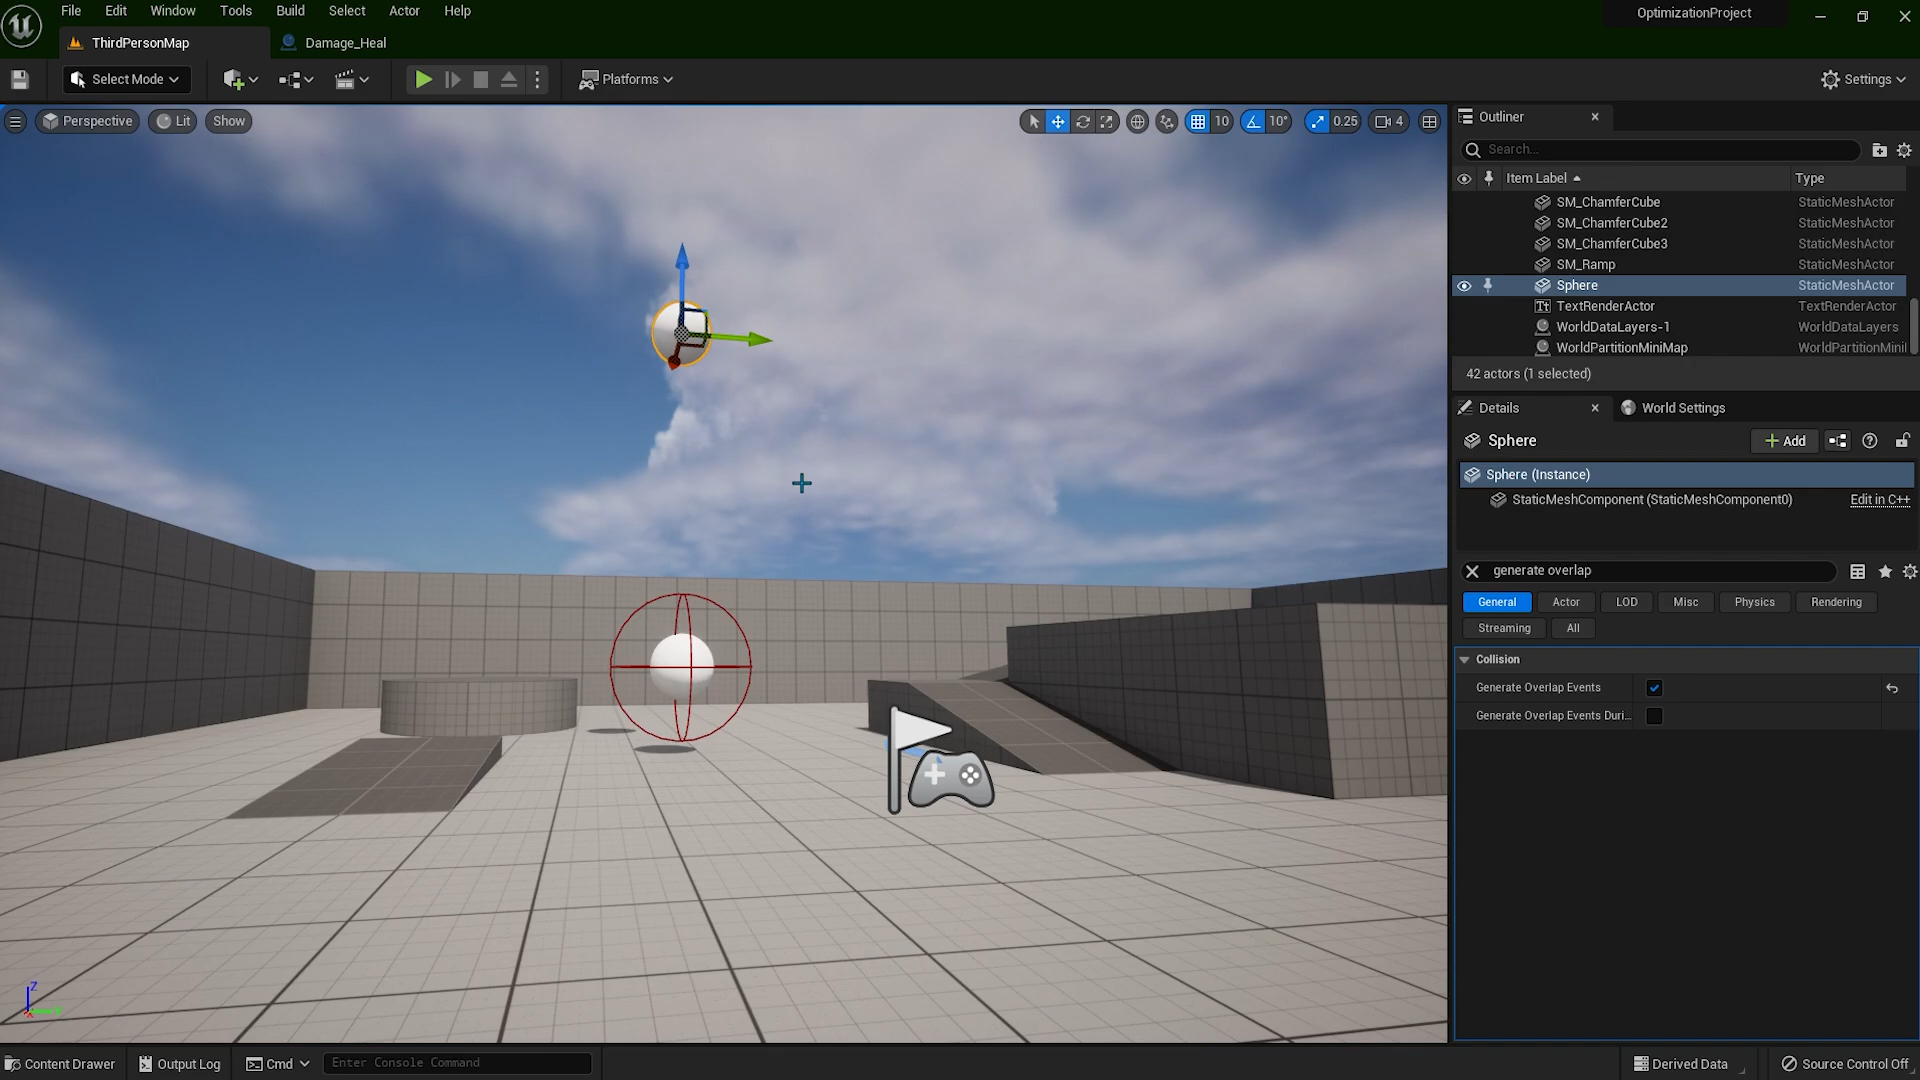 File Edit Window Tools Build Select Actor Help
OptimizationProject
ThirdPersonMap
Damage_Heal
Select Mode
Platforms
Settings
Perspective
Lit
Show
10
10°
0.25
4
Outliner
Search...
Item Label
Type
SM_ChamferCube StaticMeshActor
SM_ChamferCube2 StaticMeshActor
SM_ChamferCube3 StaticMeshActor
SM_Ramp StaticMeshActor
Sphere StaticMeshActor
TextRenderActor TextRenderActor
WorldDataLayers-1 WorldDataLayers
WorldPartitionMiniMap WorldPartitionMini
42 actors (1 selected)
Details
World Settings
Sphere
Add
Sphere (Instance)
StaticMeshComponent (StaticMeshComponent0) Edit in C++
generate overlap
General Actor LOD Misc Physics Rendering
Streaming All
Collision
Generate Overlap Events
Generate Overlap Events Duri...
Z
Content Drawer
Output Log
Cmd
Enter Console Command
Derived Data
Source Control Off